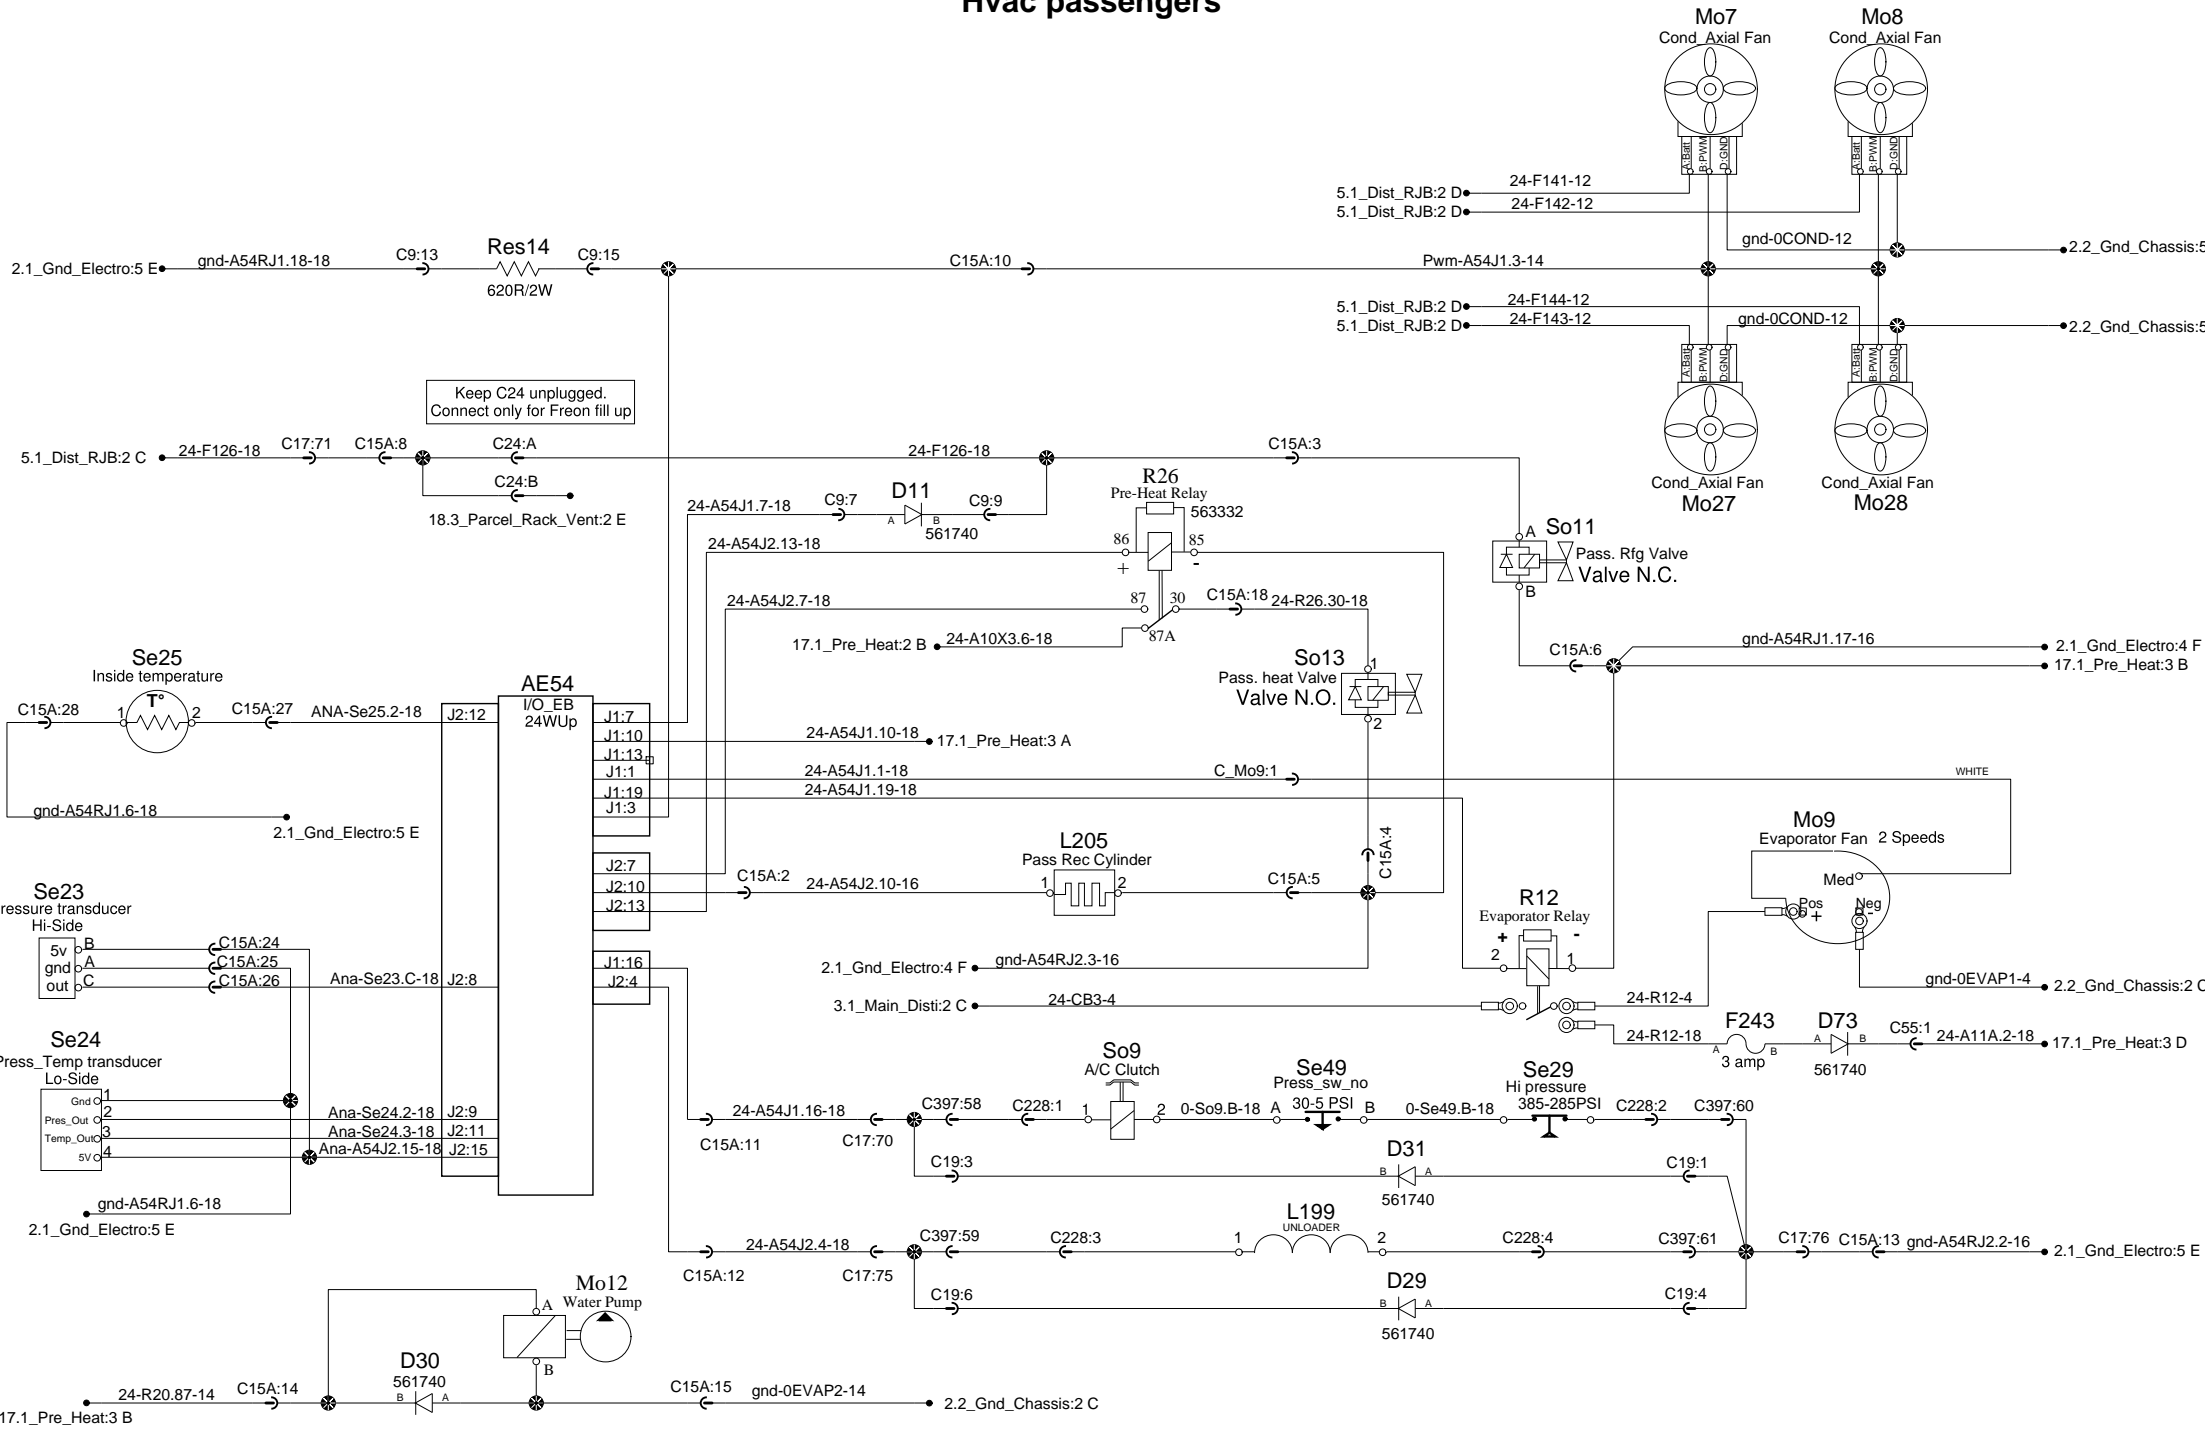 Hvac passengers
Mo7
Cond_Axial Fan
Mo8
Cond_Axial Fan
A:Batt
B:PWM
D:GND
A:Batt
B:PWM
D:GND
5.1_Dist_RJB:2 D
24-F141-12
5.1_Dist_RJB:2 D
24-F142-12
gnd-0COND-12
2.2_Gnd_Chassis:5
2.1_Gnd_Electro:5 E
gnd-A54RJ1.18-18
C9:13
Res14
620R/2W
C9:15
C15A:10
Pwm-A54J1.3-14
5.1_Dist_RJB:2 D
24-F144-12
5.1_Dist_RJB:2 D
24-F143-12
gnd-0COND-12
2.2_Gnd_Chassis:5
A:Batt
B:PWM
D:GND
A:Batt
B:PWM
D:GND
Cond_Axial Fan
Mo27
Cond_Axial Fan
Mo28
Keep C24 unplugged.
Connect only for Freon fill up
5.1_Dist_RJB:2 C
24-F126-18
C17:71
C15A:8
C24:A
24-F126-18
C15A:3
C24:B
18.3_Parcel_Rack_Vent:2 E
24-A54J1.7-18
C9:7
D11
A
B
561740
C9:9
R26
Pre-Heat Relay
563332
24-A54J2.13-18
86
85
+
-
24-A54J2.7-18
87
30
87A
C15A:18
24-R26.30-18
17.1_Pre_Heat:2 B
24-A10X3.6-18
A
So11
Pass. Rfg Valve
Valve N.C.
B
C15A:6
gnd-A54RJ1.17-16
2.1_Gnd_Electro:4 F
17.1_Pre_Heat:3 B
So13
Pass. heat Valve
Valve N.O.
1
2
Se25
Inside temperature
T°
C15A:28
1
2
C15A:27
ANA-Se25.2-18
J2:12
gnd-A54RJ1.6-18
2.1_Gnd_Electro:5 E
AE54
I/O_EB
24WUp
J1:7
J1:10
24-A54J1.10-18
17.1_Pre_Heat:3 A
J1:13
J1:1
24-A54J1.1-18
C_Mo9:1
WHITE
J1:19
24-A54J1.19-18
J1:3
J2:7
J2:10
C15A:2
24-A54J2.10-16
J2:13
L205
Pass Rec Cylinder
1
2
C15A:5
C15A:4
2.1_Gnd_Electro:4 F
gnd-A54RJ2.3-16
3.1_Main_Disti:2 C
24-CB3-4
R12
Evaporator Relay
+
-
2
1
Mo9
Evaporator Fan
2 Speeds
Med
Pos
+
Neg
-
24-R12-4
gnd-0EVAP1-4
2.2_Gnd_Chassis:2 C
24-R12-18
F243
A
B
3 amp
D73
A
B
561740
C55:1
24-A11A.2-18
17.1_Pre_Heat:3 D
Se23
ressure transducer
Hi-Side
5v
gnd
out
B
A
C
C15A:24
C15A:25
C15A:26
Ana-Se23.C-18
J2:8
J1:16
J2:4
Se24
Press_Temp transducer
Lo-Side
Gnd
Pres_Out
Temp_Out
5V
1
2
3
4
Ana-Se24.2-18
J2:9
Ana-Se24.3-18
J2:11
Ana-A54J2.15-18
J2:15
gnd-A54RJ1.6-18
2.1_Gnd_Electro:5 E
C15A:11
24-A54J1.16-18
C17:70
C397:58
C228:1
So9
A/C Clutch
1
2
0-So9.B-18
Se49
Press_sw_no
30-5 PSI
A
B
0-Se49.B-18
Se29
Hi pressure
385-285PSI
C228:2
C397:60
C19:3
D31
B
A
561740
C19:1
C15A:12
24-A54J2.4-18
C17:75
C397:59
C228:3
L199
UNLOADER
1
2
C228:4
C397:61
C17:76
C15A:13
gnd-A54RJ2.2-16
2.1_Gnd_Electro:5 E
C19:6
D29
B
A
561740
C19:4
Mo12
Water Pump
A
B
D30
561740
B
A
17.1_Pre_Heat:3 B
24-R20.87-14
C15A:14
C15A:15
gnd-0EVAP2-14
2.2_Gnd_Chassis:2 C